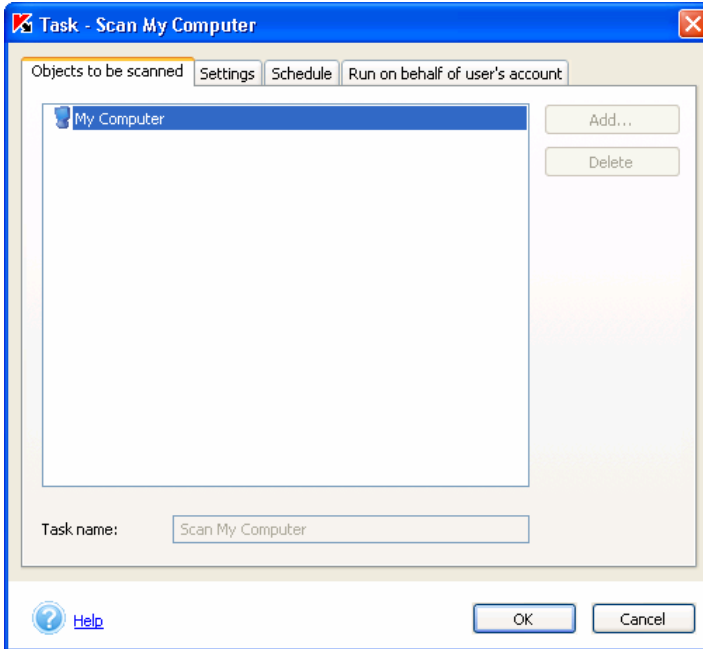 Task - Scan My Computer
Objects to be scanned Settings Schedule Run on behalf of user's account
My Computer
Add...
Delete
Task name: Scan My Computer
Help OK Cancel